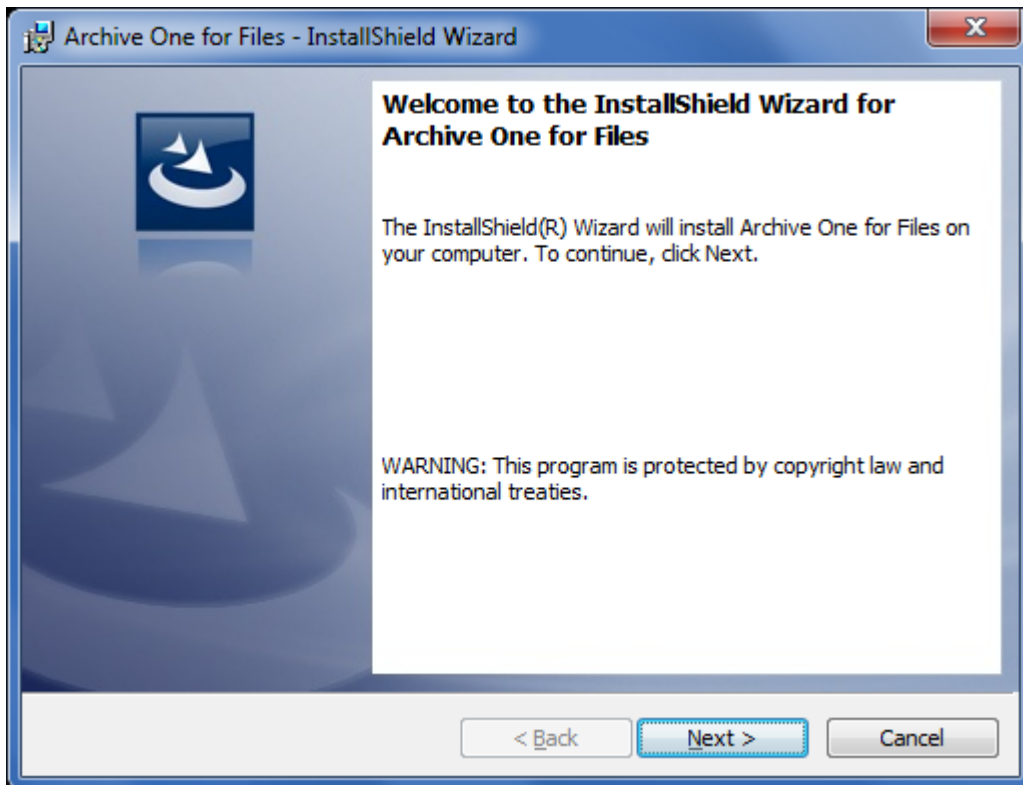 Archive One for Files - InstallShield Wizard
Welcome to the InstallShield Wizard for
Archive One for Files
The InstallShield(R) Wizard will install Archive One for Files on
your computer. To continue, click Next.
WARNING: This program is protected by copyright law and
international treaties.
< Back Next > Cancel